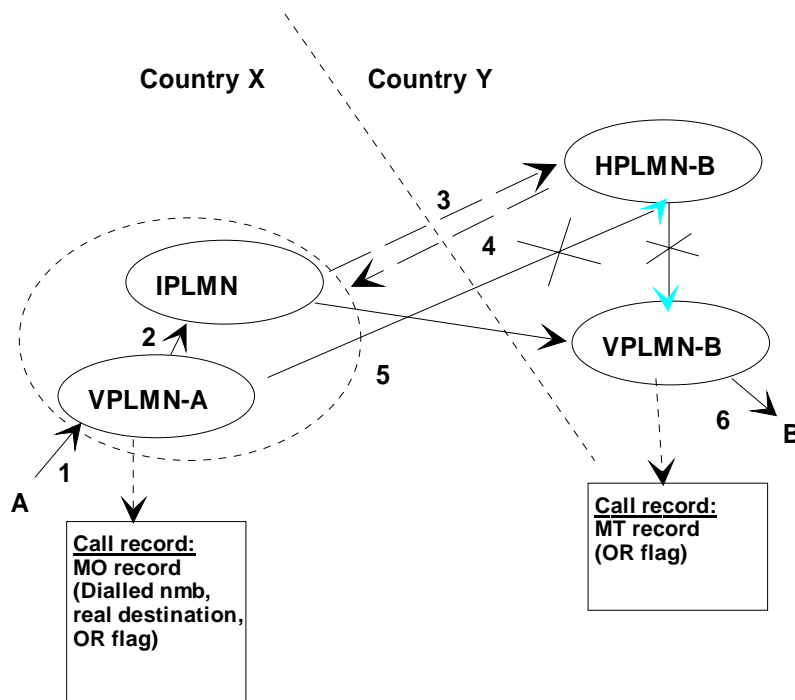 Country X
Country Y
HPLMN-B
3
4
IPLMN
2
VPLMN-B
5
VPLMN-A
6
B
1
A
Call record:
MO record
(Dialled nmb,
real destination,
OR flag)
Call record:
MT record
(OR flag)